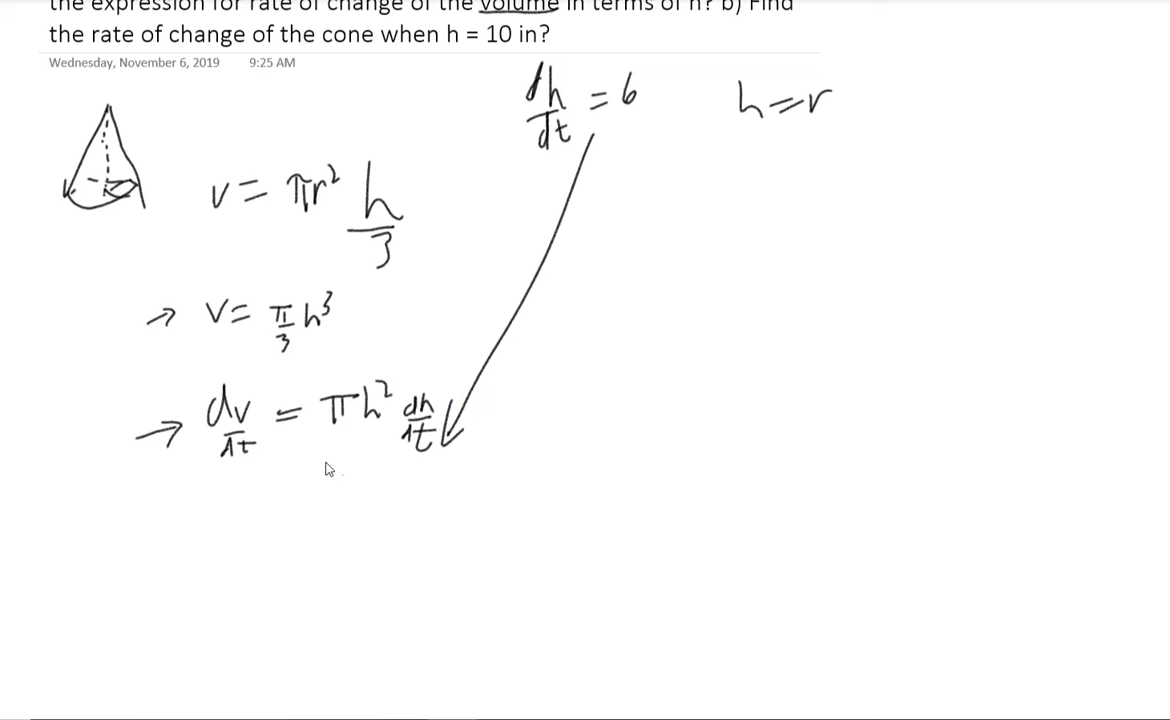 the expression for rate of change of the volume in terms of h? b) Find
the rate of change of the cone when h = 10 in?
Wednesday, November 6, 2019 9:25 AM
dh/dt = 6 h=r
v = πr² h/3
→ v = π/3 h³
→ dv/dt = πh² dh/dt